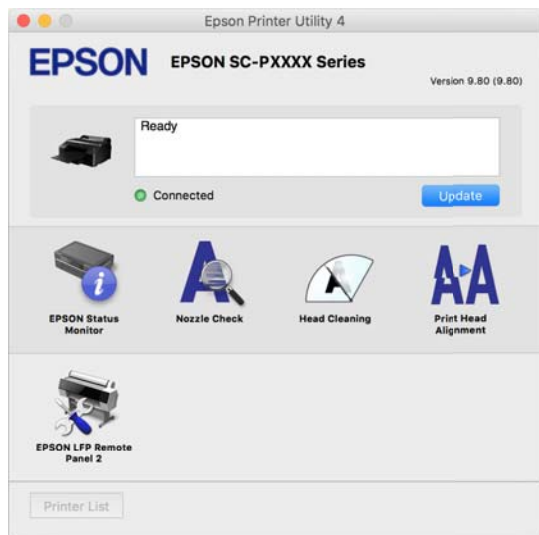 Epson Printer Utility 4
EPSON
EPSON SC-PXXXX Series
Version 9.80 (9.80)
Ready
Connected
Update
EPSON Status
Monitor
Nozzle Check
Head Cleaning
Print Head
Alignment
EPSON LFP Remote
Panel 2
Printer List